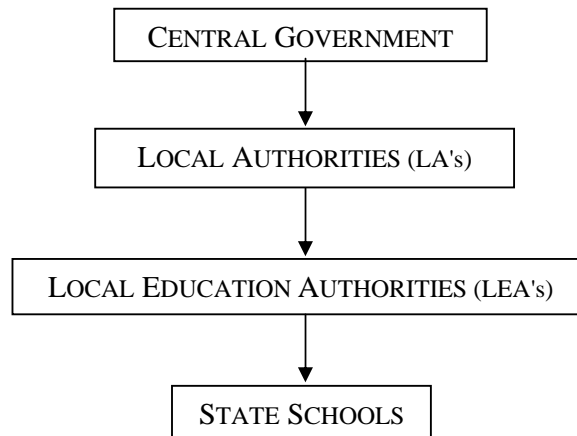 CENTRAL GOVERNMENT
LOCAL AUTHORITIES (LA's)
LOCAL EDUCATION AUTHORITIES (LEA's)
STATE SCHOOLS